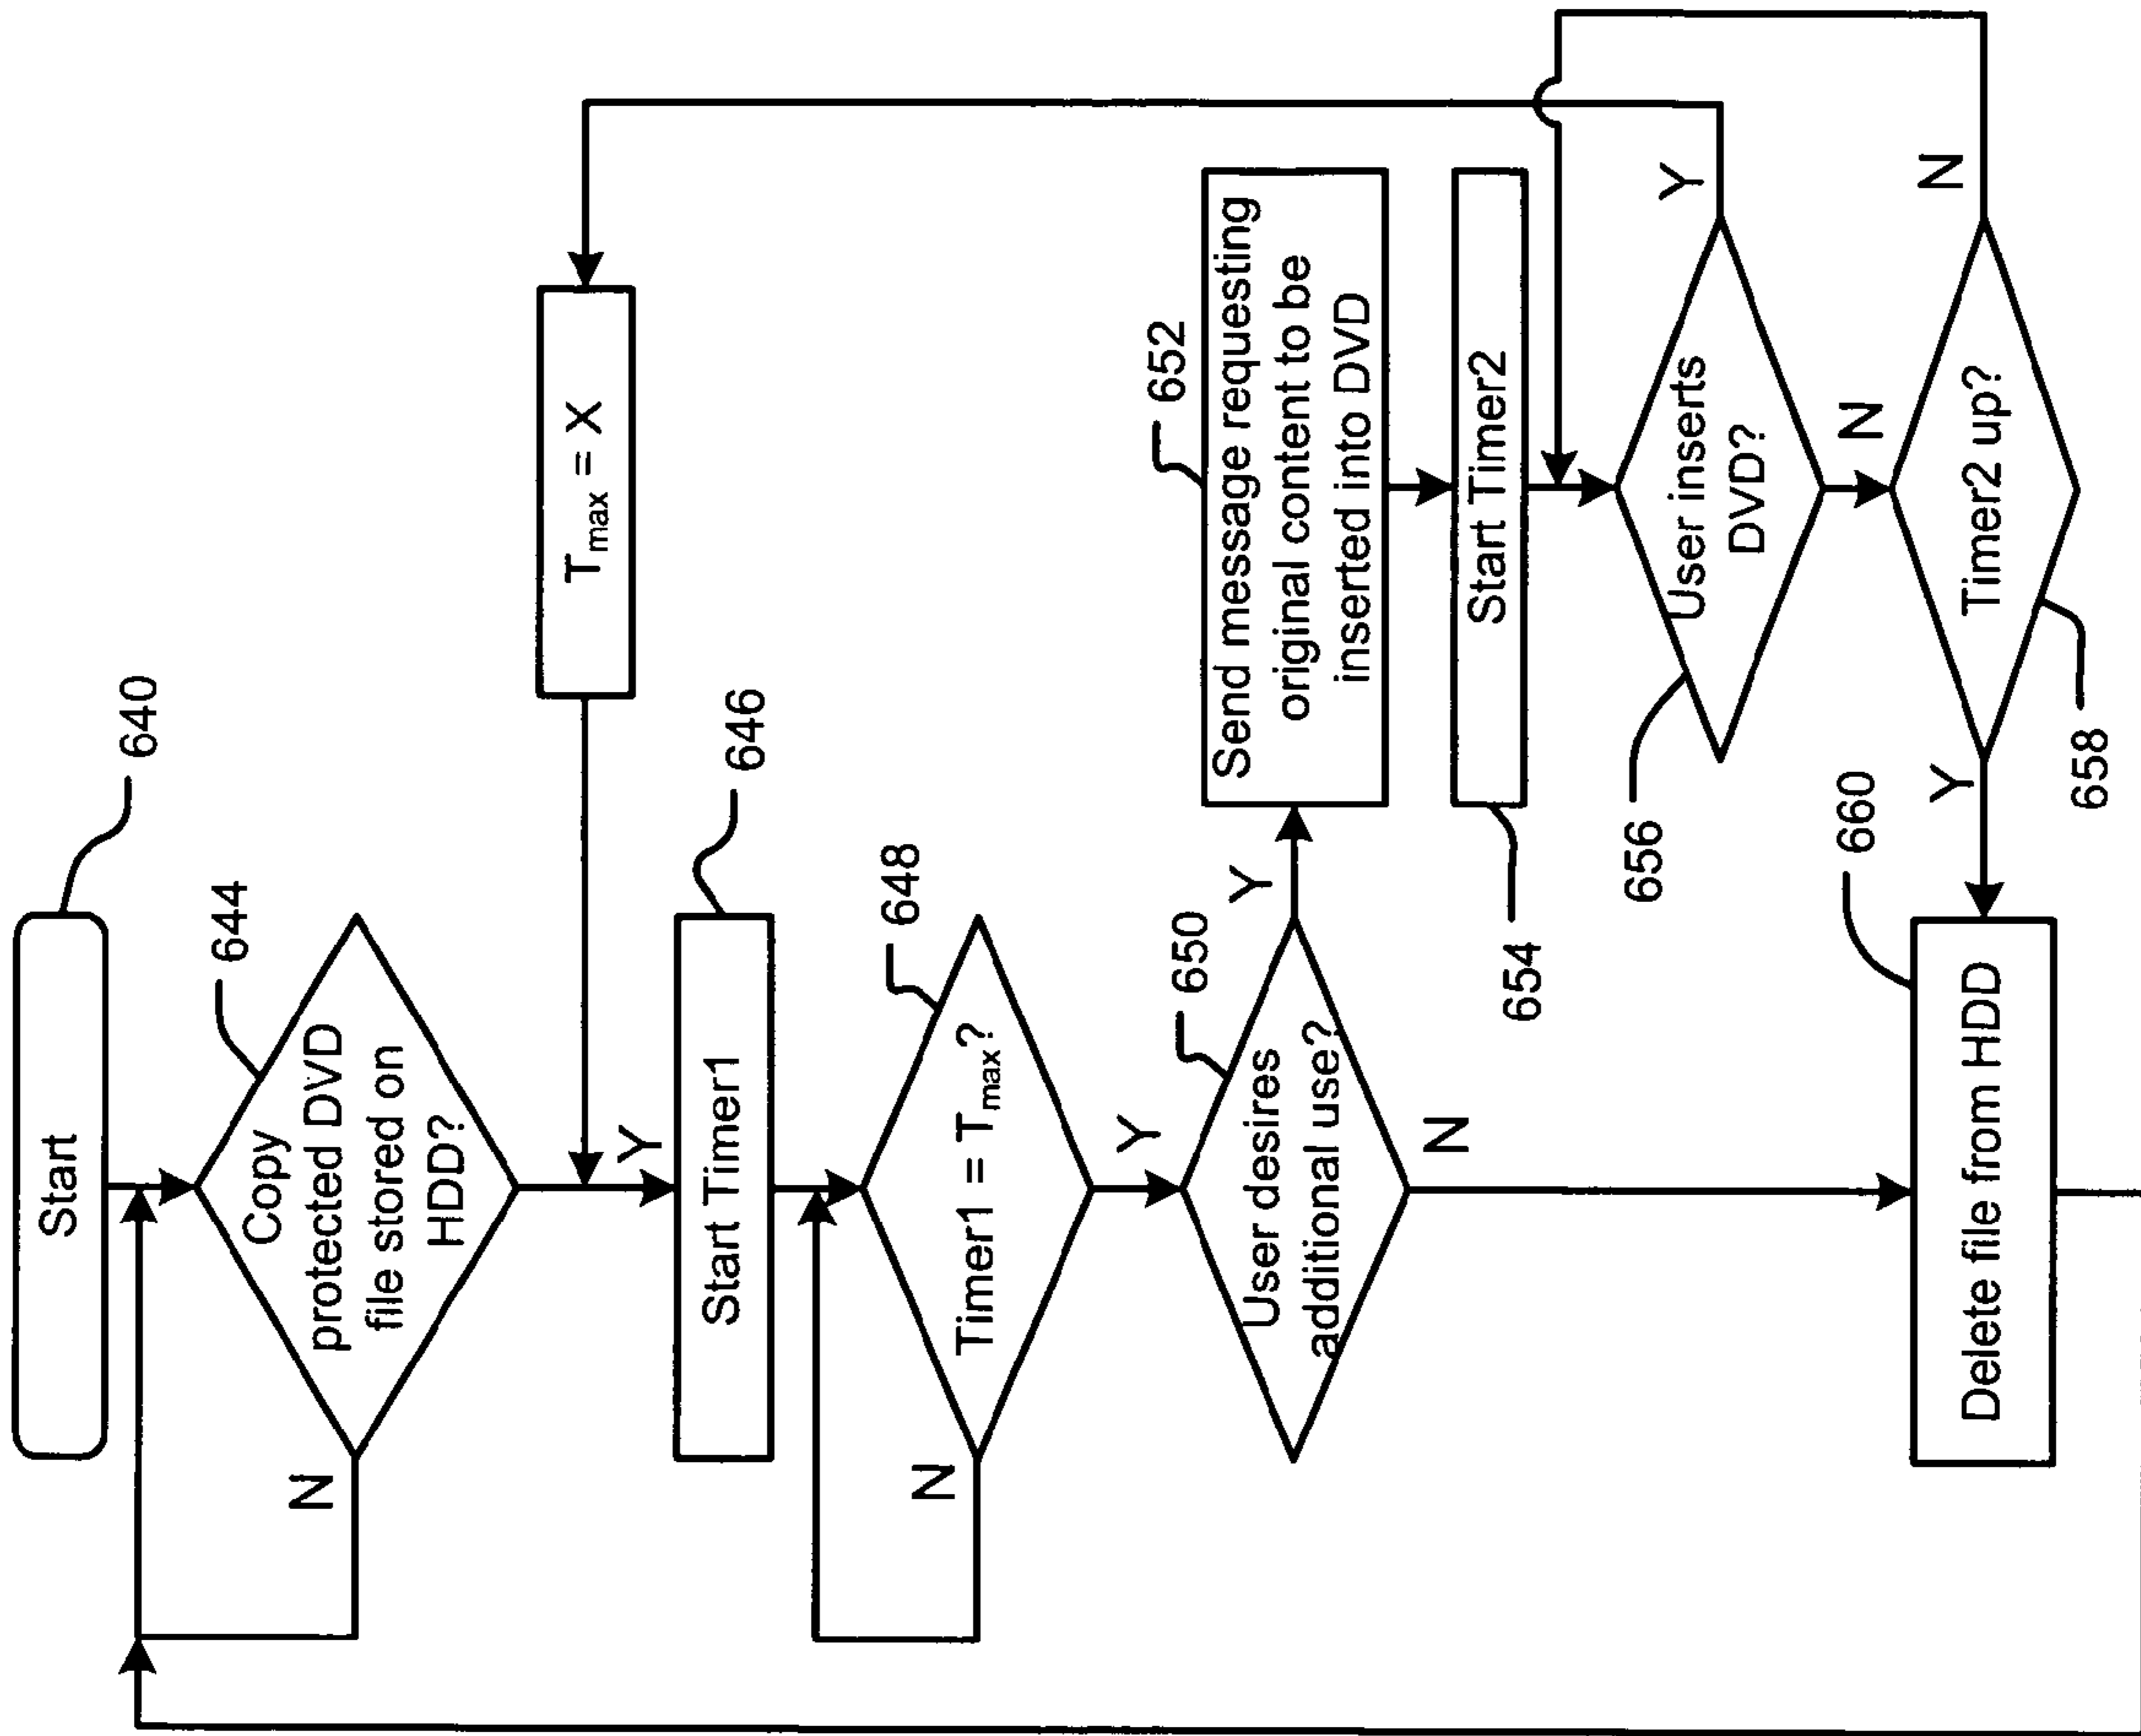 Start
640
644
Copy
protected DVD
file stored on
HDD?
N
Y
T_max = X
Start Timer1
646
648
Timer1 = T_max?
N
Y
650
User desires
additional use?
Y
N
652
Send message requesting
original content to be
inserted into DVD
Start Timer2
654
User inserts
DVD?
656
Y
N
Timer2 up?
658
N
Y
660
Delete file from HDD